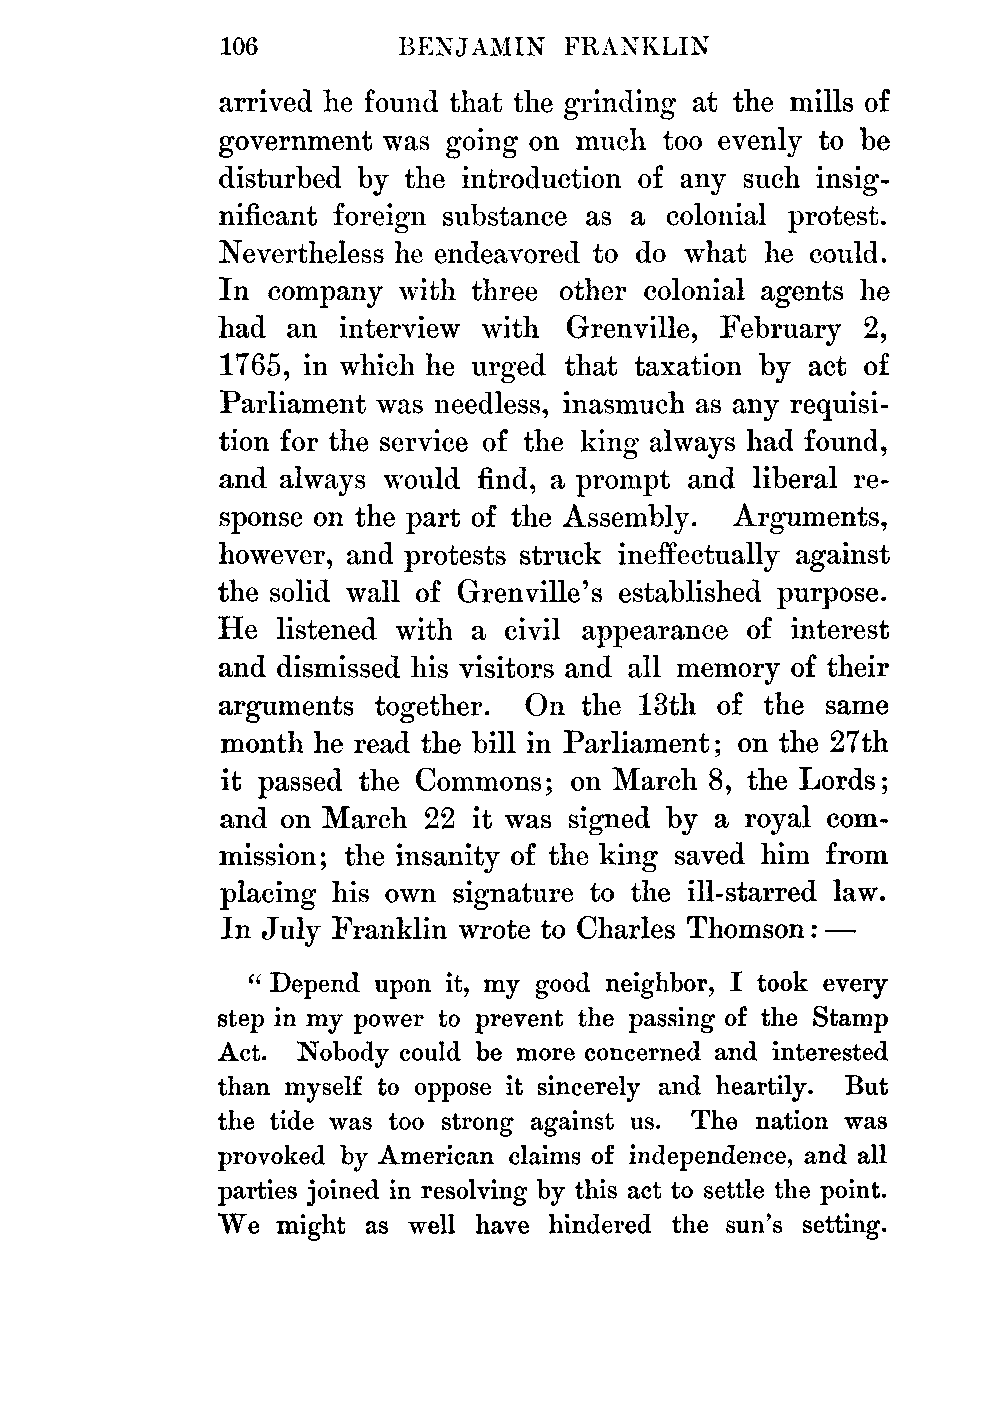 106 BENJAMIN FRANKLIN
arrived he found that the grinding at the mills of
government was going on much too evenly to be
disturbed by the introduction of any such insig-
nificant foreign substance as a colonial protest.
Nevertheless he endeavored to do what he could.
In company with three other colonial agents he
had an interview with Grenville, February 2,
1765, in which he urged that taxation by act of
Parliament was needless, inasmuch as any requisi-
tion for the service of the king always had found,
and always would find, a prompt and liberal re-
sponse on the part of the Assembly. Arguments,
however, and protests struck ineffectually against
the solid wall of Grenville's established purpose.
He listened with a civil appearance of interest
and dismissed his visitors and all memory of their
arguments together. On the 13th of the same
month he read the bill in Parliament; on the 27th
it passed the Commons; on March 8, the Lords;
and on March 22 it was signed by a royal com-
mission; the insanity of the king saved him from
placing his own signature to the ill-starred law.
In July Franklin wrote to Charles Thomson: —
"Depend upon it, my good neighbor, I took every
step in my power to prevent the passing of the Stamp
Act. Nobody could be more concerned and interested
than myself to oppose it sincerely and heartily. But
the tide was too strong against us. The nation was
provoked by American claims of independence, and all
parties joined in resolving by this act to settle the point.
We might as well have hindered the sun's setting.